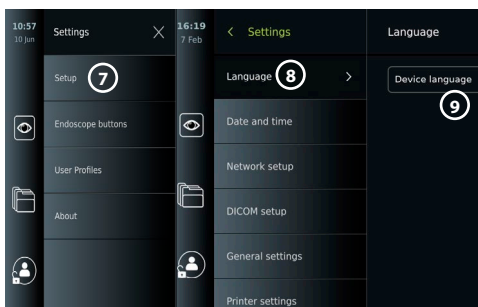 10:57
10 Jun
Settings
Setup
7
Endoscope buttons
User Profiles
About
16:19
7 Feb
< Settings
Language
8
>
Date and time
Network setup
DICOM setup
General settings
Printer settings
Language
Device language
9